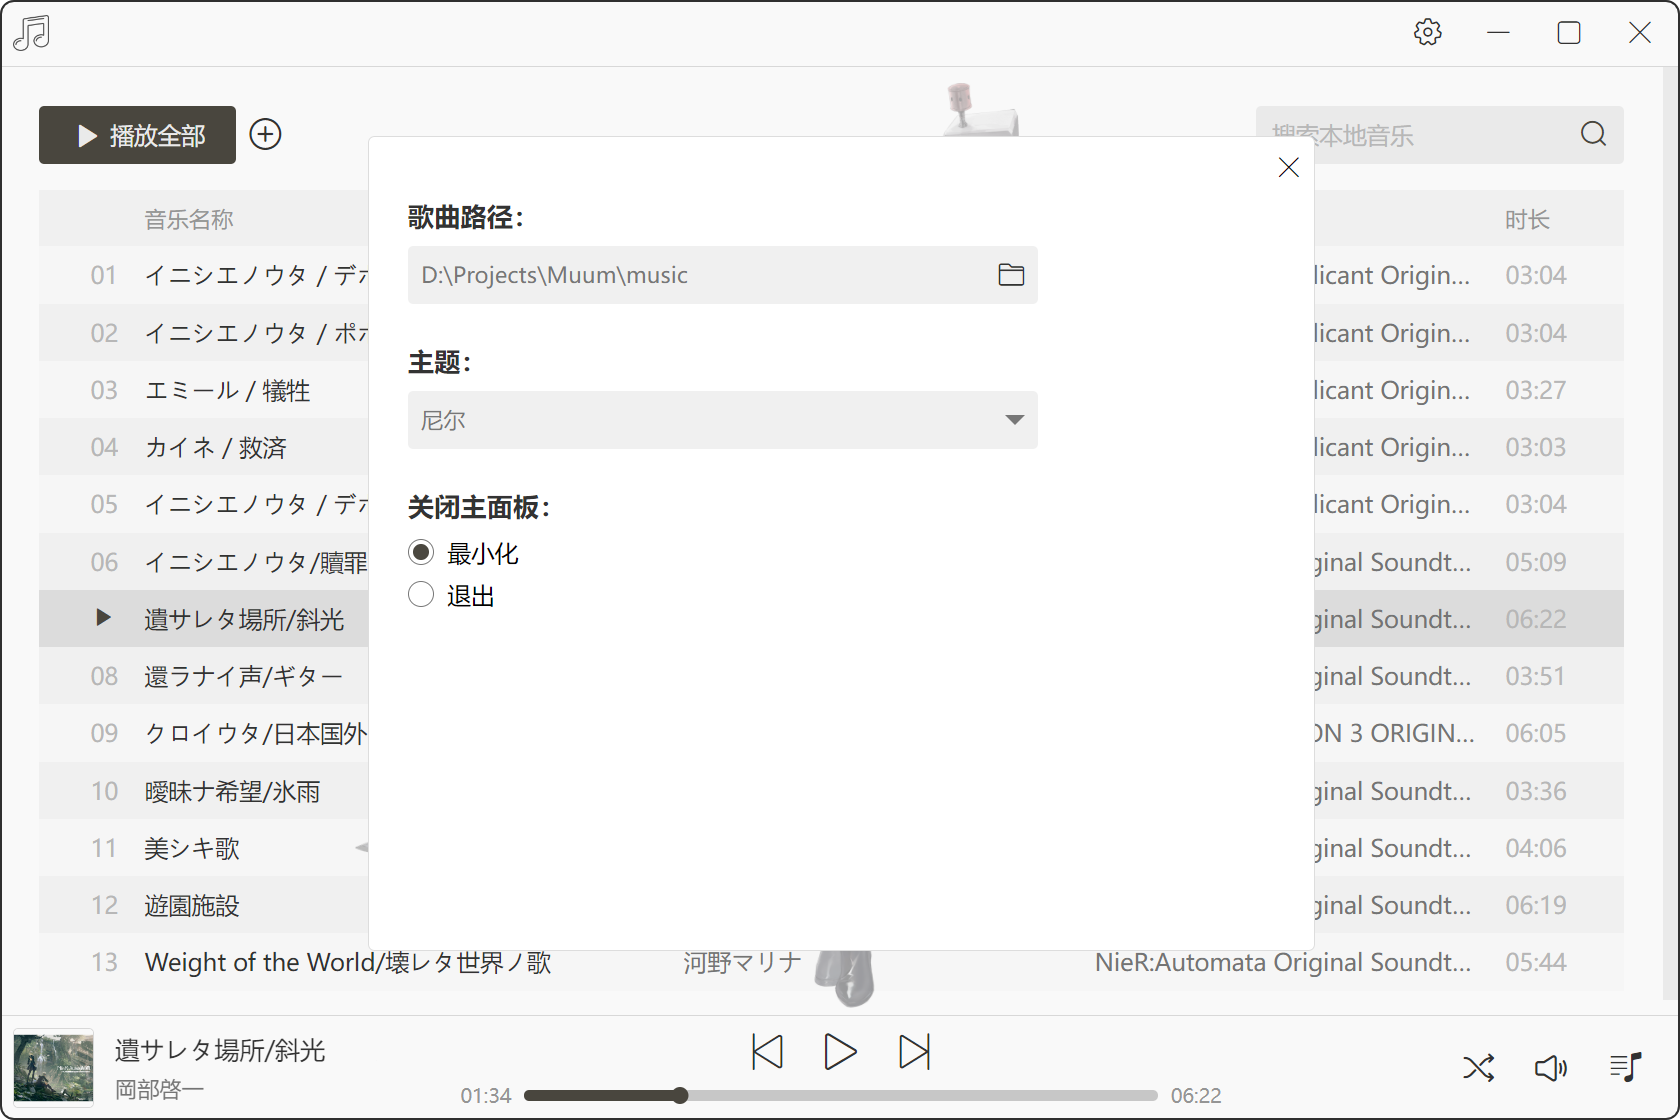 播放全部
搜索本地音乐
音乐名称
时长
歌曲路径：
D:\Projects\Muum\music
主题：
尼尔
关闭主面板：
最小化
退出
01 イニシエノウタ / デ licant Origin... 03:04
02 イニシエノウタ / ポ licant Origin... 03:04
03 エミール / 犠牲 licant Origin... 03:27
04 カイネ / 救済 licant Origin... 03:03
05 イニシエノウタ / デ licant Origin... 03:04
06 イニシエノウタ/贖罪 ginal Soundt... 05:09
遺サレタ場所/斜光 ginal Soundt... 06:22
08 還ラナイ声/ギター ginal Soundt... 03:51
09 クロイウタ/日本国外 ON 3 ORIGIN... 06:05
10 曖昧ナ希望/氷雨 ginal Soundt... 03:36
11 美シキ歌 ginal Soundt... 04:06
12 遊園施設 ginal Soundt... 06:19
13 Weight of the World/壊レタ世界ノ歌 河野マリナ NieR:Automata Original Soundt... 05:44
遺サレタ場所/斜光
岡部啓一
01:34 06:22